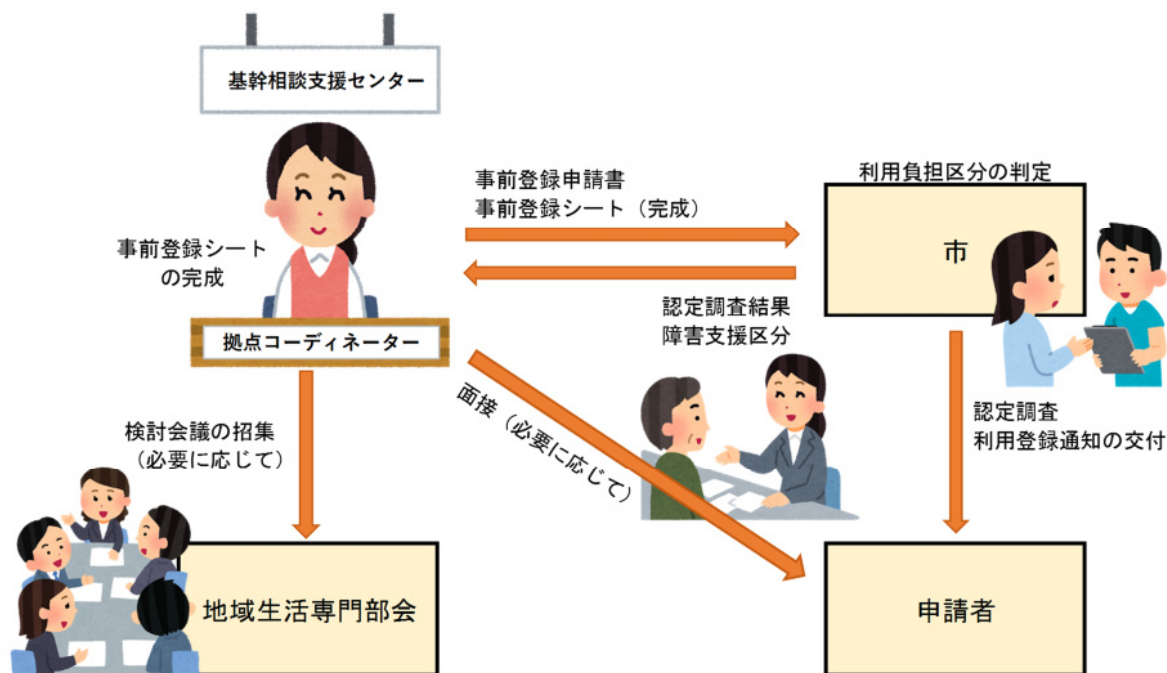 基幹相談支援センター
事前登録申請書
事前登録シート（完成）
利用負担区分の判定
市
事前登録シート
の完成
認定調査結果
障害支援区分
拠点コーディネーター
面接（必要に応じて）
検討会議の招集
（必要に応じて）
認定調査
利用登録通知の交付
地域生活専門部会
申請者